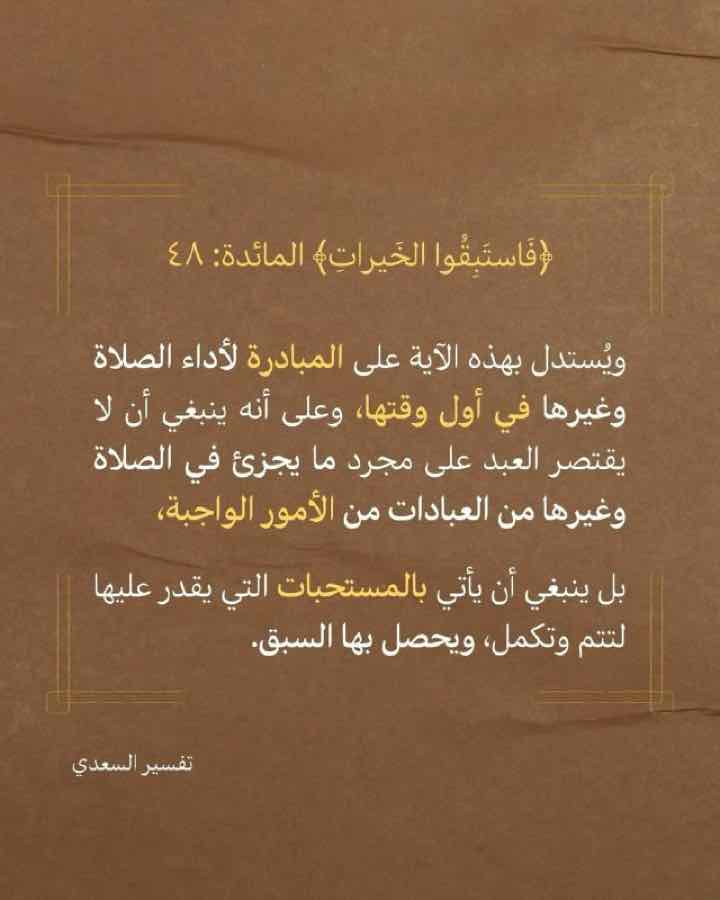 ﴿فَاستَبِقُوا الخَيراتِ﴾ المائدة: ٤٨
ويُستدل بهذه الآية على المبادرة لأداء الصلاة
وغيرها في أول وقتها، وعلى أنه ينبغي أن لا
يقتصر العبد على مجرد ما يجزئ في الصلاة
وغيرها من العبادات من الأمور الواجبة،
بل ينبغي أن يأتي بالمستحبات التي يقدر عليها
لتتم وتكمل، ويحصل بها السبق.
تفسير السعدي